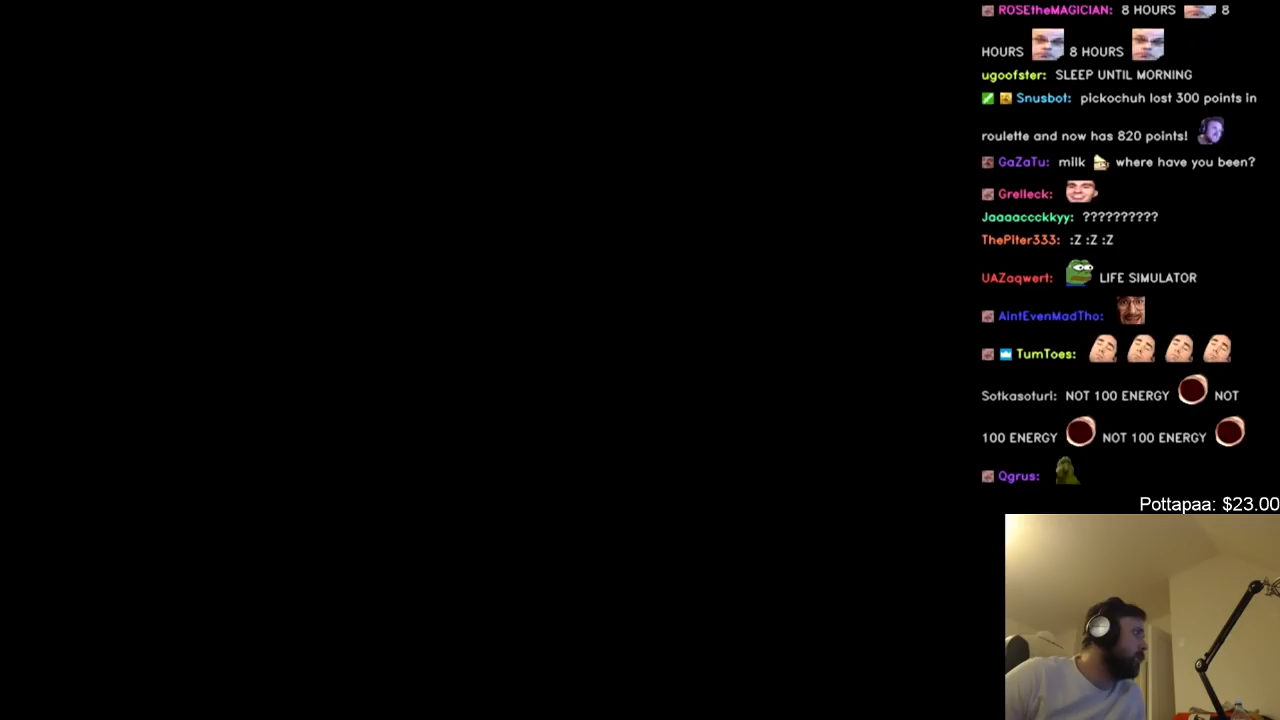 ROSEtheMAGICIAN: 8 HOURS 8
HOURS 8 HOURS
ugoofster: SLEEP UNTIL MORNING
Snusbot: pickochuh lost 300 points in
roulette and now has 820 points!
GaZaTu: milk where have you been?
Grelleck:
Jaaaaccckkyy: ??????????
ThePlter333: :Z :Z :Z
UAZaqwert: LIFE SIMULATOR
AintEvenMadTho:
TumToes:
Sotkasoturi: NOT 100 ENERGY NOT
100 ENERGY NOT 100 ENERGY
Qgrus:
Pottapaa: $23.00